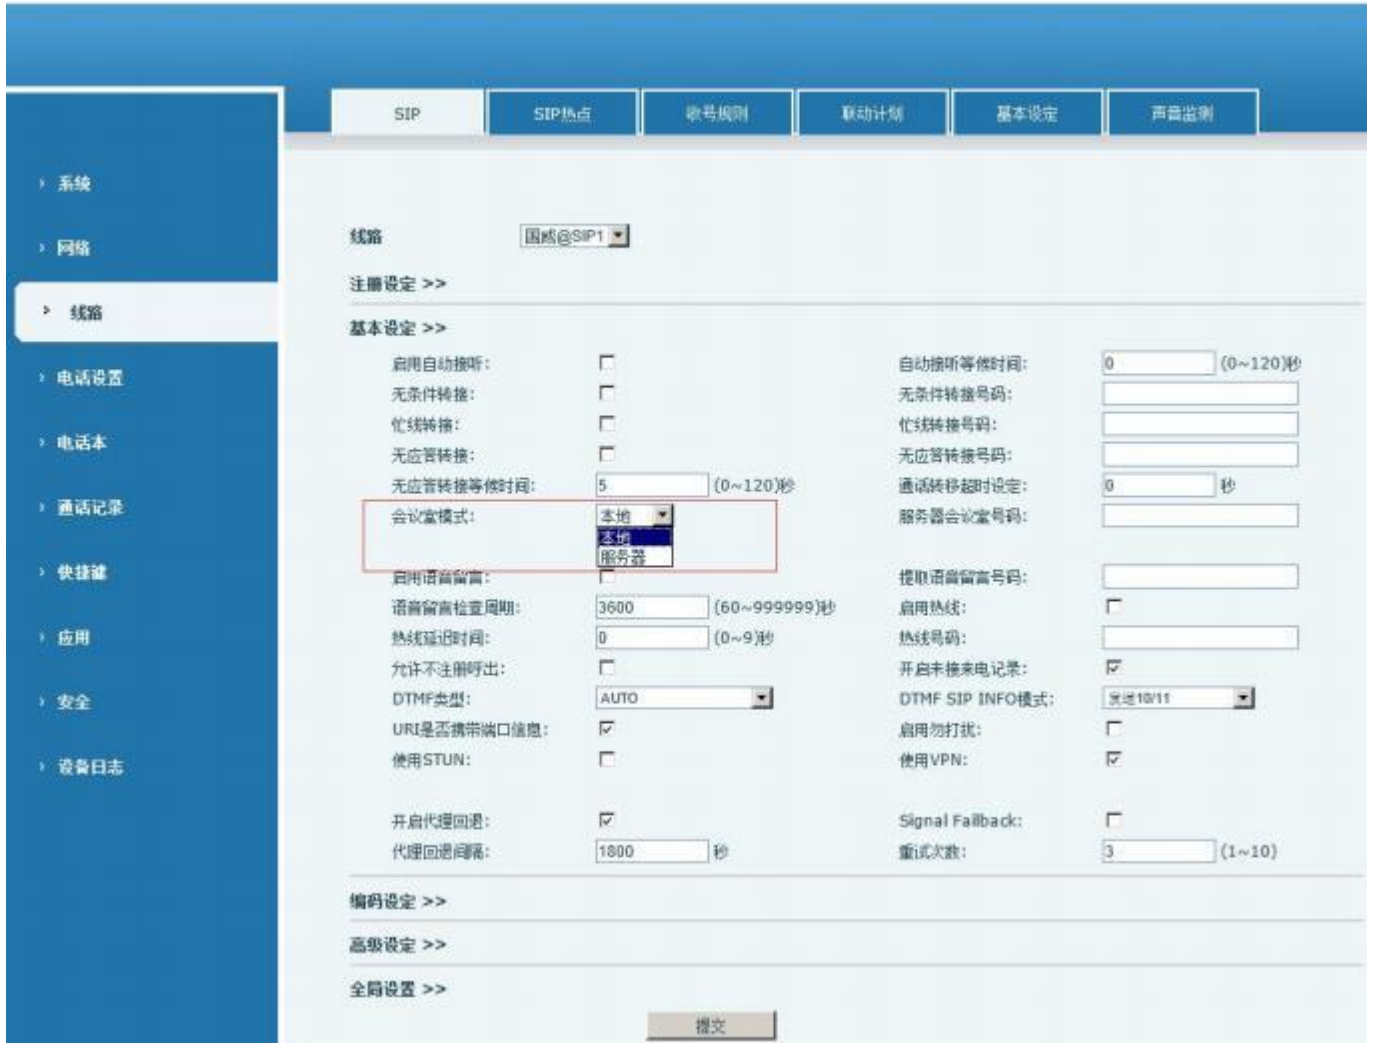 SIP SIP热点 收号规则 联动计划 基本设定 声音监测
系统
网络
线路
电话设置
电话本
通话记录
快捷键
应用
安全
设备日志
线路 国威@SIP1
注册设定 >>
基本设定 >>
启用自动接听: 自动接听等候时间: 0 (0~120)秒
无条件转接: 无条件转接号码:
忙线转接: 忙线转接号码:
无应答转接: 无应答转接号码:
无应答转接等候时间: 5 (0~120)秒 通话转移超时设定: 0 秒
会议室模式: 本地 服务器会议室号码:
本地
服务器
启用语音留言: 提取语音留言号码:
语音留言检查周期: 3600 (60~999999)秒 启用热线:
热线延迟时间: 0 (0~9)秒 热线号码:
允许不注册呼出: 开启未接来电记录:
DTMF类型: AUTO DTMF SIP INFO模式: 发送10/11
URI是否携带端口信息: 启用勿打扰:
使用STUN: 使用VPN:
开启代理回退: Signal Failback:
代理回退间隔: 1800 秒 重试次数: 3 (1~10)
编码设定 >>
高级设定 >>
全局设置 >>
提交